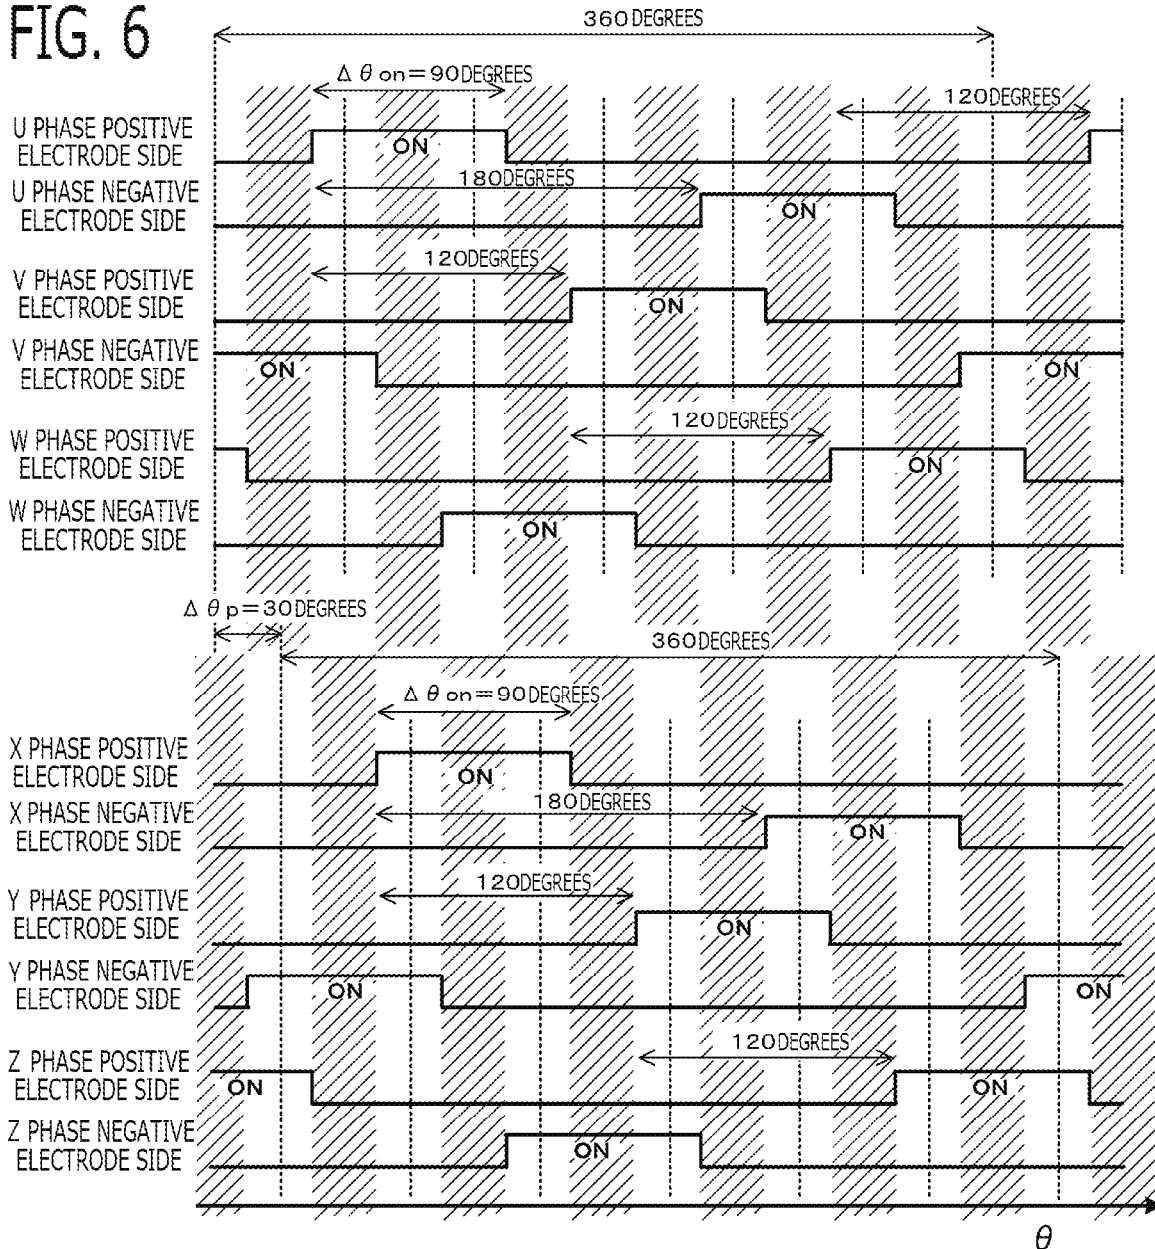 FIG. 6
360DEGREES
Δθon=90DEGREES
120DEGREES
U PHASE POSITIVE
ELECTRODE SIDE
ON
180DEGREES
U PHASE NEGATIVE
ELECTRODE SIDE
ON
120DEGREES
V PHASE POSITIVE
ELECTRODE SIDE
ON
V PHASE NEGATIVE
ELECTRODE SIDE
ON
ON
120DEGREES
W PHASE POSITIVE
ELECTRODE SIDE
ON
W PHASE NEGATIVE
ELECTRODE SIDE
ON
Δθp=30DEGREES
360DEGREES
Δθon=90DEGREES
X PHASE POSITIVE
ELECTRODE SIDE
ON
180DEGREES
X PHASE NEGATIVE
ELECTRODE SIDE
ON
120DEGREES
Y PHASE POSITIVE
ELECTRODE SIDE
ON
Y PHASE NEGATIVE
ELECTRODE SIDE
ON
ON
120DEGREES
Z PHASE POSITIVE
ELECTRODE SIDE
ON
ON
Z PHASE NEGATIVE
ELECTRODE SIDE
ON
θ